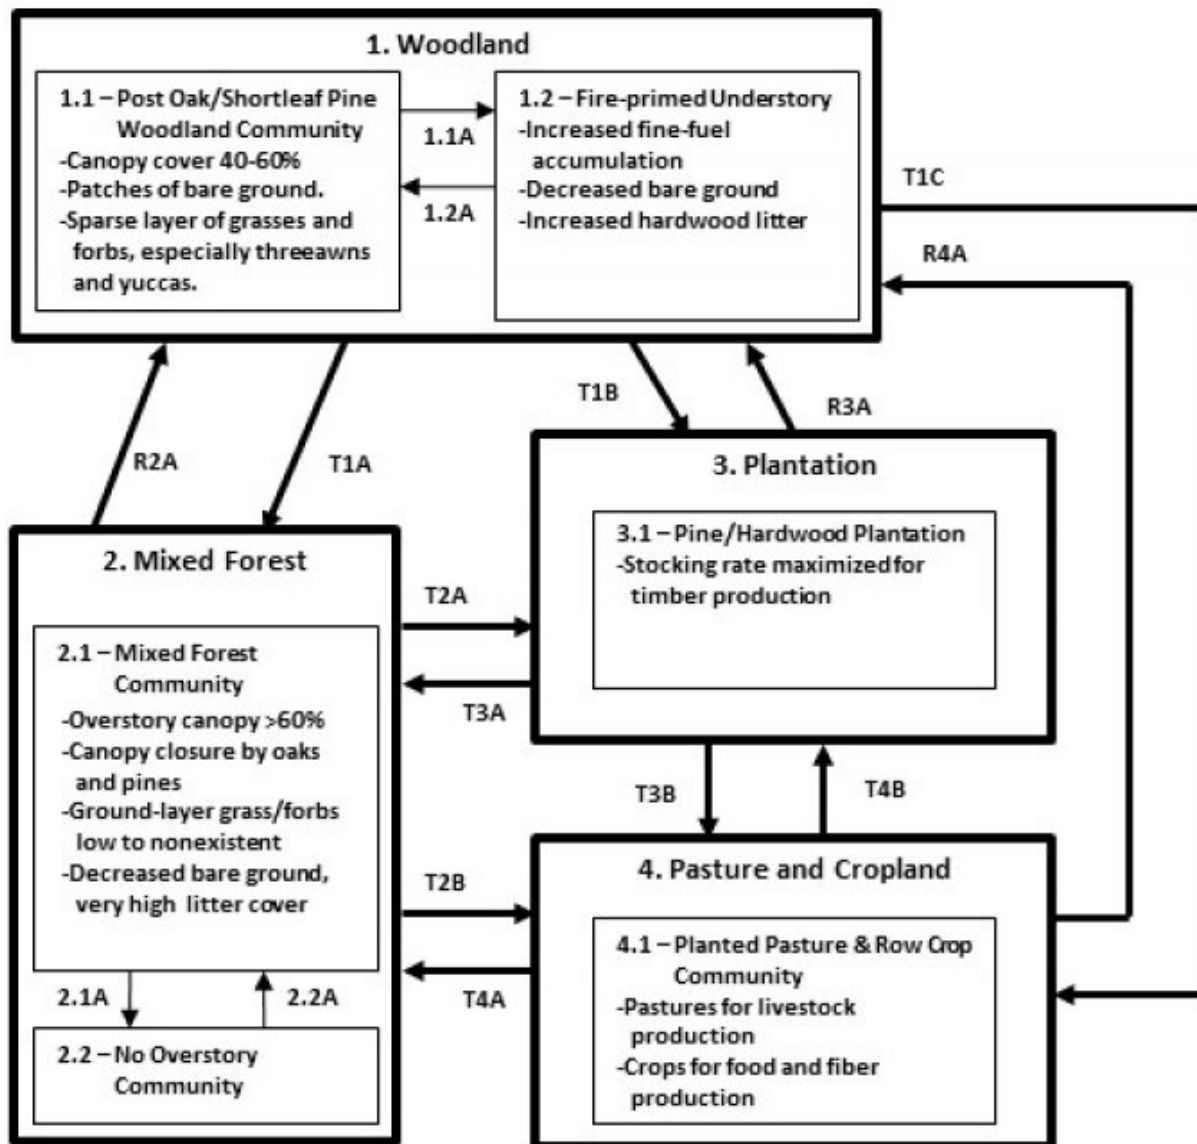 1. Woodland
1.1 – Post Oak/Shortleaf Pine
Woodland Community
-Canopy cover 40-60%
-Patches of bare ground.
-Sparse layer of grasses and
forbs, especially threeawns
and yuccas.
1.1A
1.2A
1.2 – Fire-primed Understory
-Increased fine-fuel
accumulation
-Decreased bare ground
-Increased hardwood litter
T1C
R4A
R2A
T1A
T1B
R3A
2. Mixed Forest
2.1 – Mixed Forest
Community
-Overstory canopy >60%
-Canopy closure by oaks
and pines
-Ground-layer grass/forbs
low to nonexistent
-Decreased bare ground,
very high litter cover
2.1A
2.2A
2.2 – No Overstory
Community
T2A
T3A
T2B
T4A
3. Plantation
3.1 – Pine/Hardwood Plantation
-Stocking rate maximized for
timber production
T3B
T4B
4. Pasture and Cropland
4.1 – Planted Pasture & Row Crop
Community
-Pastures for livestock
production
-Crops for food and fiber
production